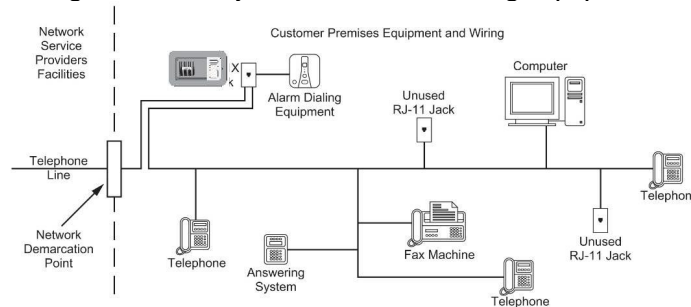 Network
Service
Providers
Facilities
Customer Premises Equipment and Wiring
X
k
Alarm Dialing
Equipment
Unused
RJ-11 Jack
Computer
Telephone
Line
Telephon
Network
Demarcation
Point
Telephone
Answering
System
Fax Machine
Telephone
Unused
RJ-11 Jack